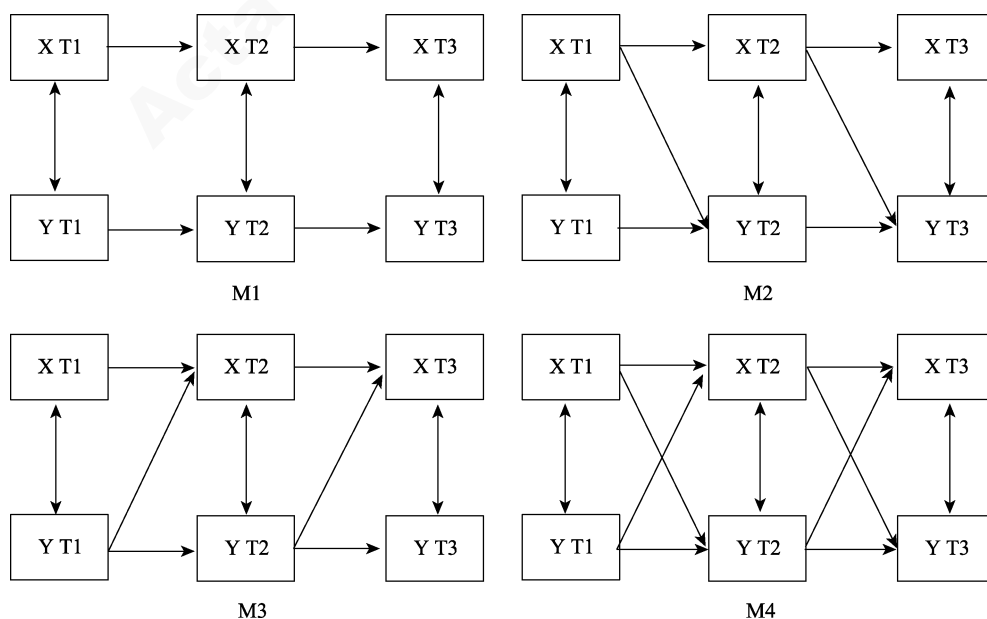 X T1 X T2 X T3 X T1 X T2 X T3
Y T1 Y T2 Y T3 Y T1 Y T2 Y T3
M1 M2
X T1 X T2 X T3 X T1 X T2 X T3
Y T1 Y T2 Y T3 Y T1 Y T2 Y T3
M3 M4
Acta